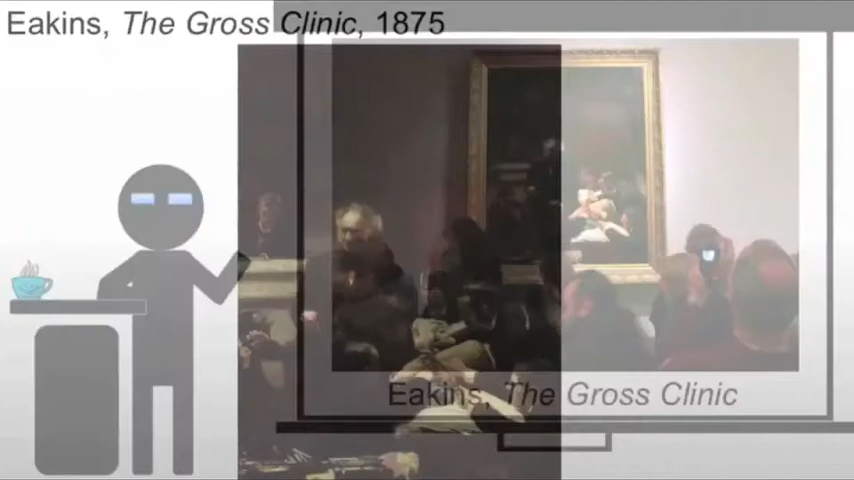 Eakins, The Gross Clinic, 1875
Eakins, The Gross Clinic